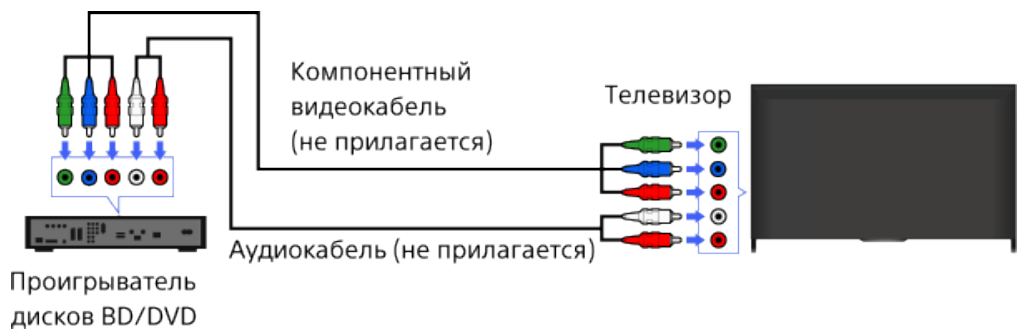 Компонентный
видеокабель
(не прилагается)
Телевизор
Аудиокабель (не прилагается)
Проигрыватель
дисков BD/DVD